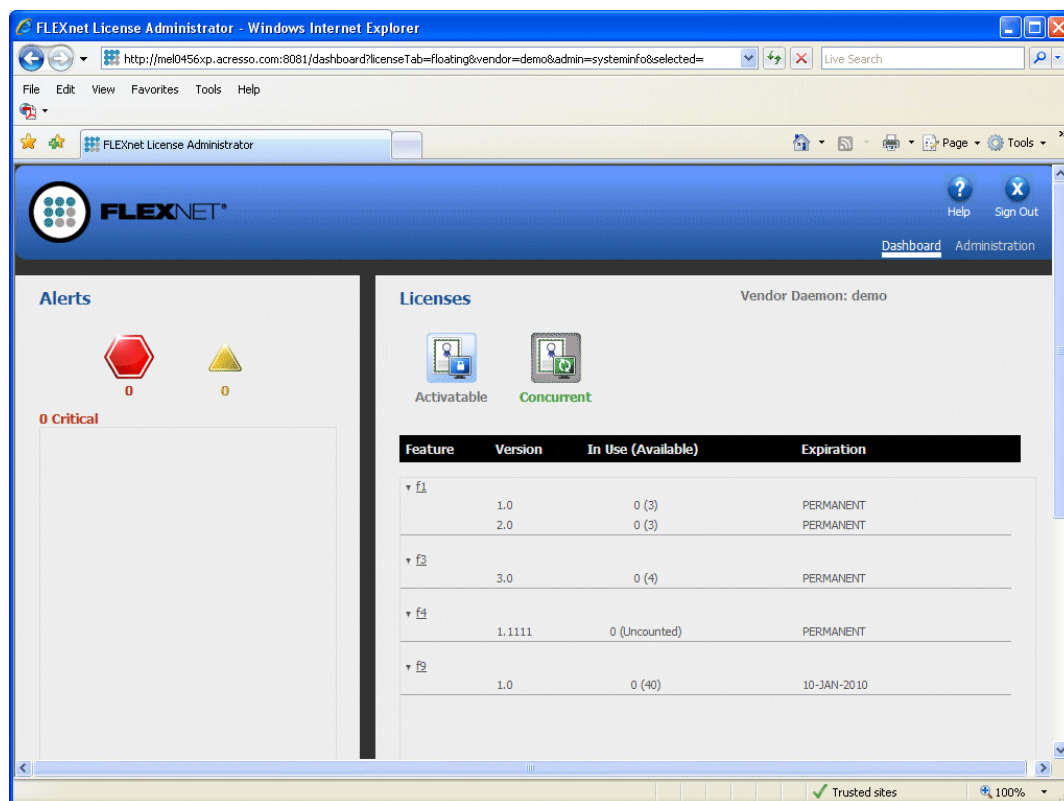 FLEXnet License Administrator - Windows Internet Explorer
http://mel0456xp.acresso.com:8081/dashboard?licenseTab=floating&vendor=demo&admin=systeminfo&selected=
Live Search
File Edit View Favorites Tools Help
FLEXnet License Administrator
Page Tools
FLEXNET
Help Sign Out
Dashboard Administration
Alerts
0 0
0 Critical
Licenses
Vendor Daemon: demo
Activatable Concurrent
Feature Version In Use (Available) Expiration
f1
1.0 0 (3) PERMANENT
2.0 0 (3) PERMANENT
f3
3.0 0 (4) PERMANENT
f4
1.1111 0 (Uncounted) PERMANENT
f9
1.0 0 (40) 10-JAN-2010
Trusted sites 100%